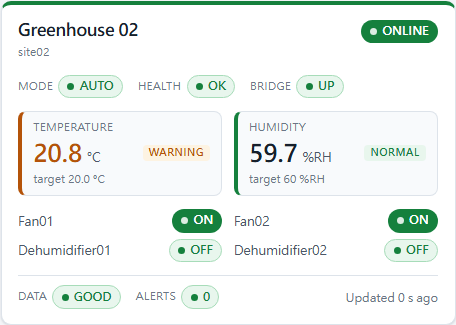 Greenhouse 02
ONLINE
site02
MODE AUTO HEALTH OK BRIDGE UP
TEMPERATURE
20.8 °C
WARNING
target 20.0 °C
HUMIDITY
59.7 %RH
NORMAL
target 60 %RH
Fan01 ON
Fan02 ON
Dehumidifier01 OFF
Dehumidifier02 OFF
DATA GOOD ALERTS 0 Updated 0 s ago